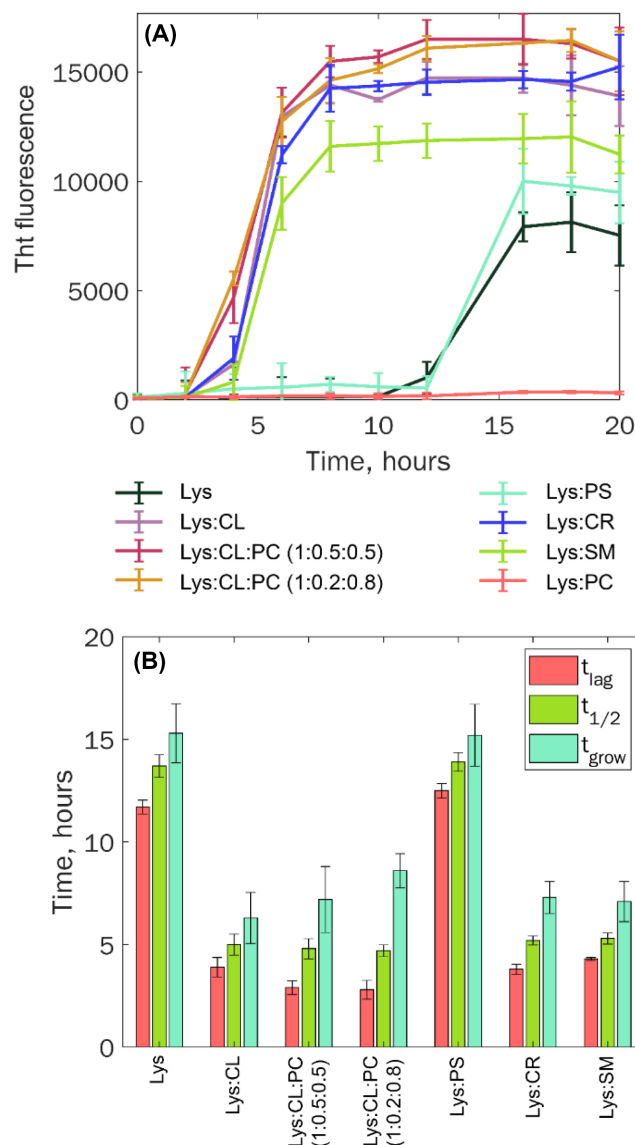 (A)
15000
10000
5000
0
Tht fluorescence
0 5 10 15 20
Time, hours
Lys
Lys:CL
Lys:CL:PC (1:0.5:0.5)
Lys:CL:PC (1:0.2:0.8)
Lys:PS
Lys:CR
Lys:SM
Lys:PC
(B)
20
15
10
5
0
Time, hours
tlag
t1/2
tgrow
Lys
Lys:CL
Lys:CL:PC
(1:0.5:0.5)
Lys:CL:PC
(1:0.2:0.8)
Lys:PS
Lys:CR
Lys:SM